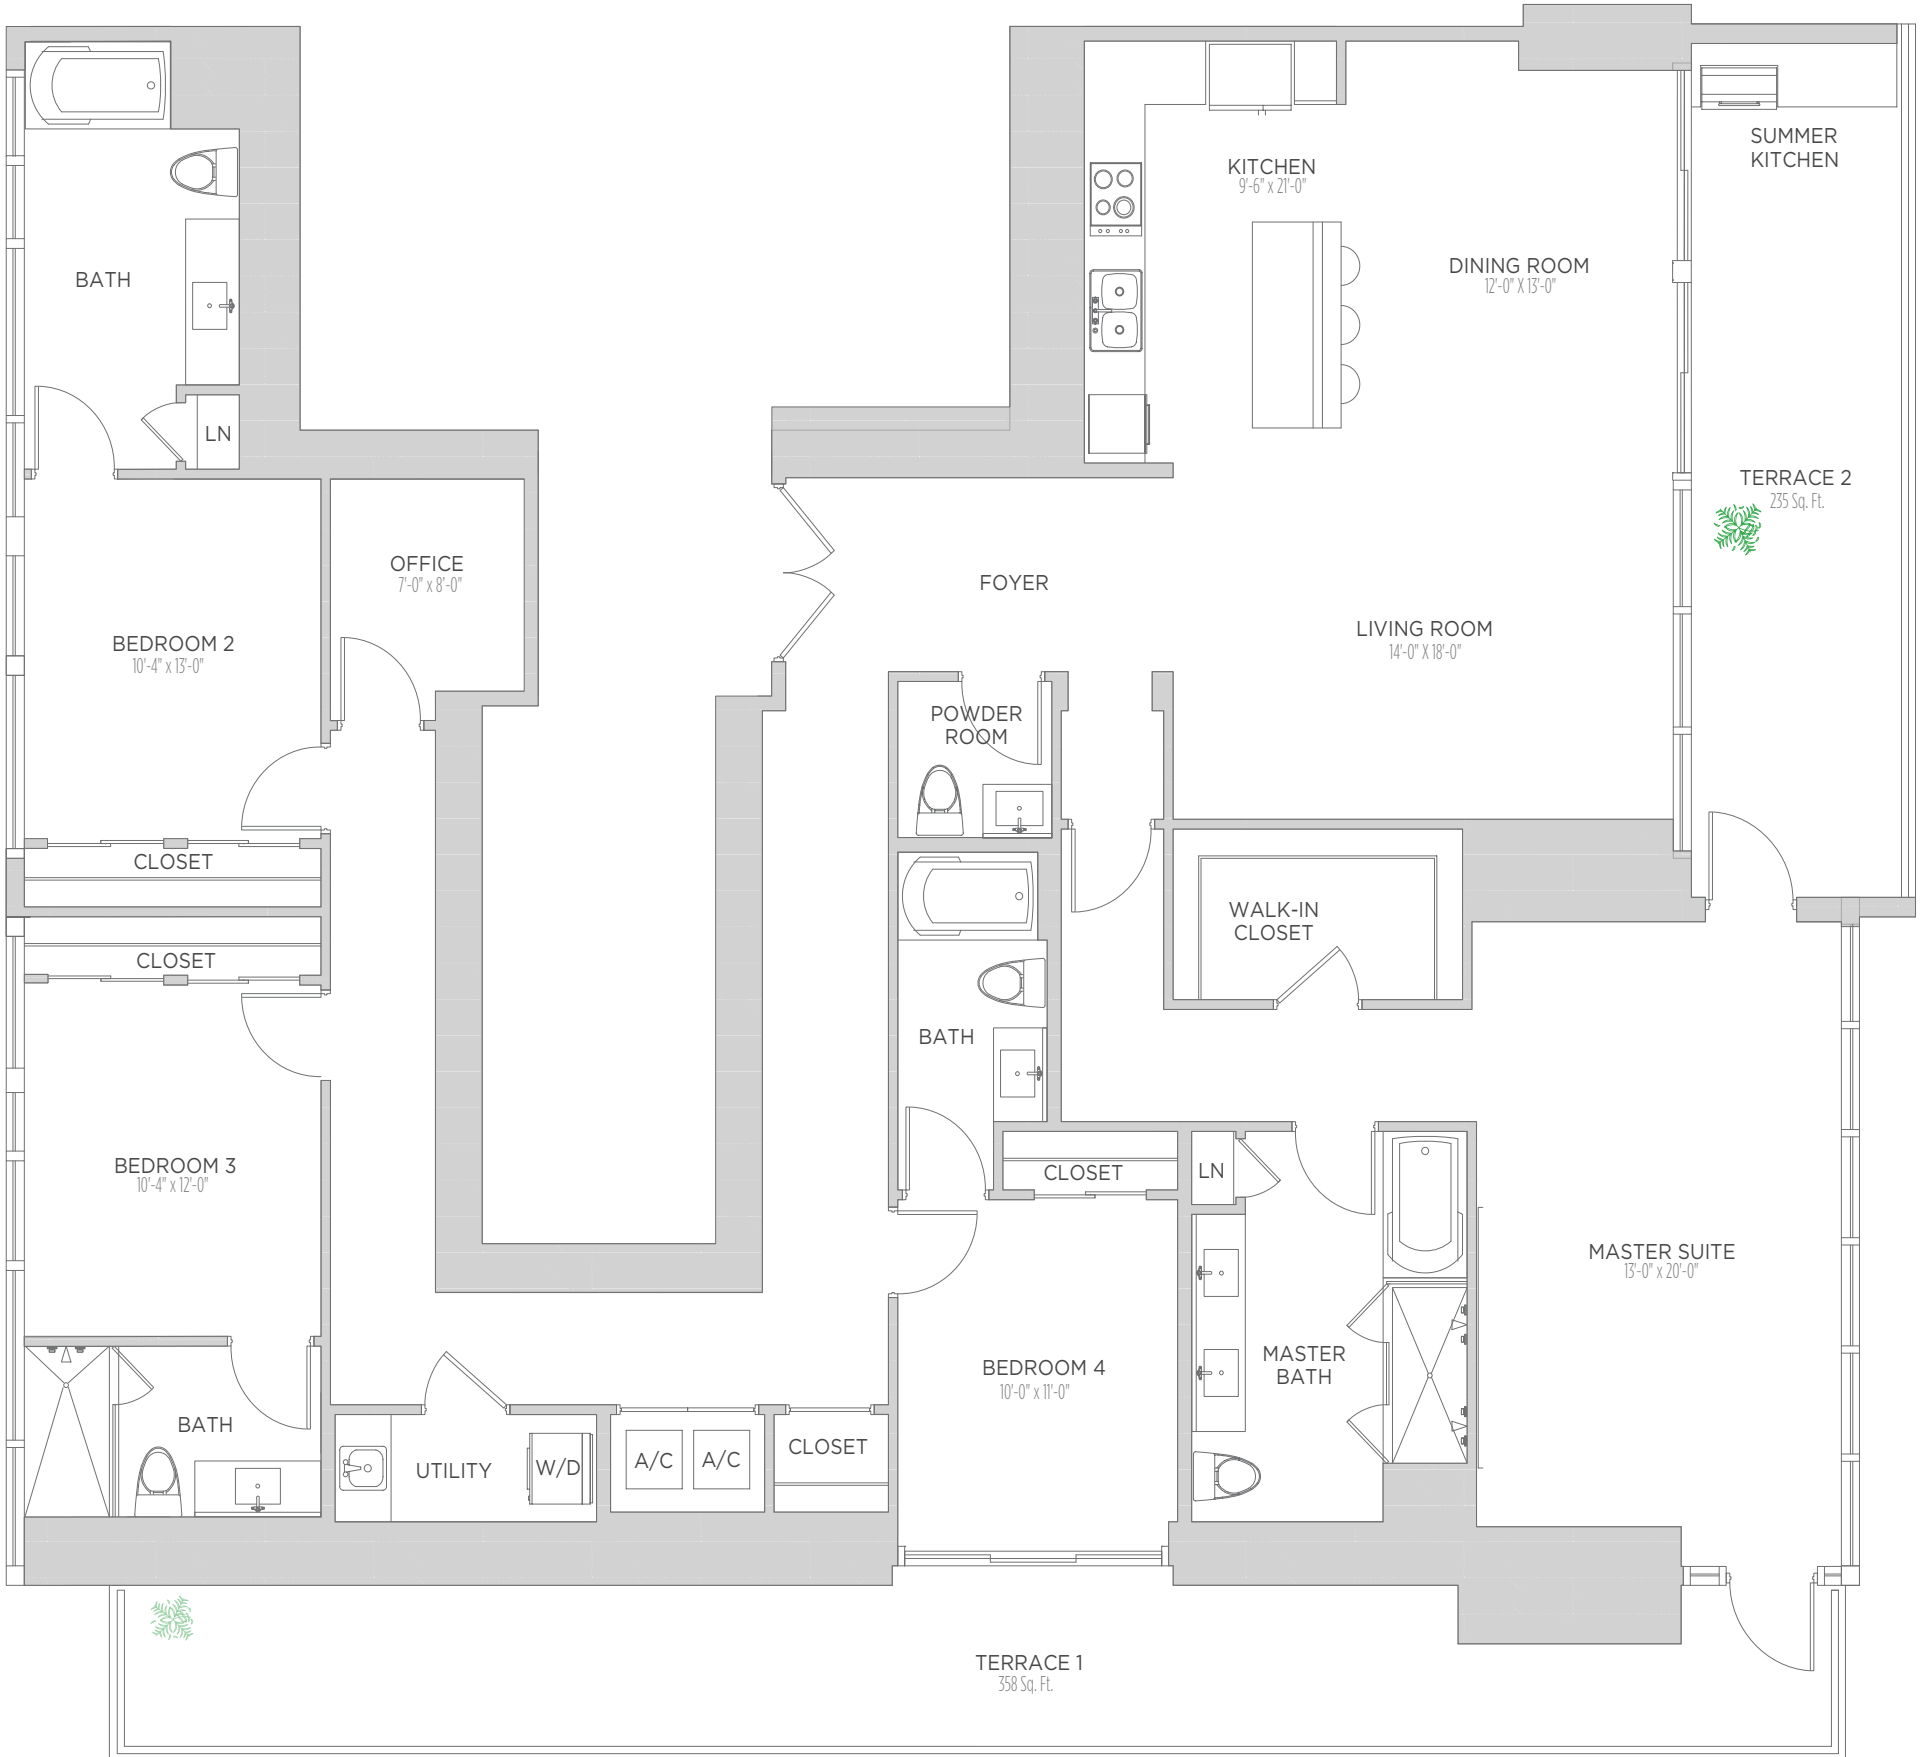 SUMMER
KITCHEN
KITCHEN
9'-6" x 21'-0"
DINING ROOM
12'-0" X 13'-0"
BATH
LN
TERRACE 2
235 Sq. Ft.
OFFICE
7'-0" x 8'-0"
FOYER
LIVING ROOM
14'-0" X 18'-0"
BEDROOM 2
10'-4" x 13'-0"
POWDER
ROOM
CLOSET
WALK-IN
CLOSET
CLOSET
BATH
BEDROOM 3
10'-4" x 12'-0"
CLOSET
LN
MASTER SUITE
13'-0" x 20'-0"
BEDROOM 4
10'-0" x 11'-0"
MASTER
BATH
BATH
UTILITY
W/D
A/C
A/C
CLOSET
TERRACE 1
358 Sq. Ft.